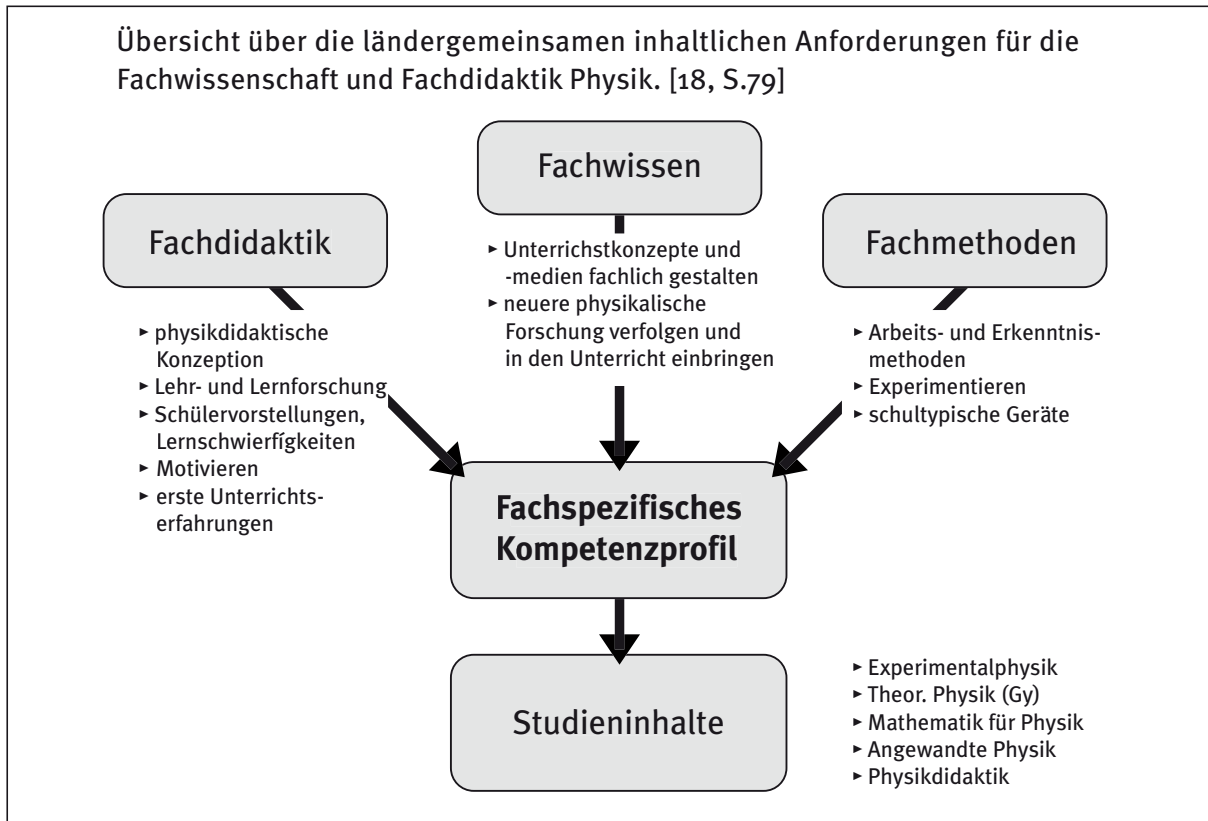 Übersicht über die ländergemeinsamen inhaltlichen Anforderungen für die
Fachwissenschaft und Fachdidaktik Physik. [18, S.79]
Fachwissen
Fachdidaktik
Fachmethoden
▸ Unterrichstkonzepte und
-medien fachlich gestalten
▸ neuere physikalische
Forschung verfolgen und
in den Unterricht einbringen
▸ physikdidaktische
Konzeption
▸ Lehr- und Lernforschung
▸ Schülervorstellungen,
Lernschwierfígkeiten
▸ Motivieren
▸ erste Unterrichts-
erfahrungen
▸ Arbeits- und Erkenntnis-
methoden
▸ Experimentieren
▸ schultypische Geräte
Fachspezifisches
Kompetenzprofil
Studieninhalte
▸ Experimentalphysik
▸ Theor. Physik (Gy)
▸ Mathematik für Physik
▸ Angewandte Physik
▸ Physikdidaktik